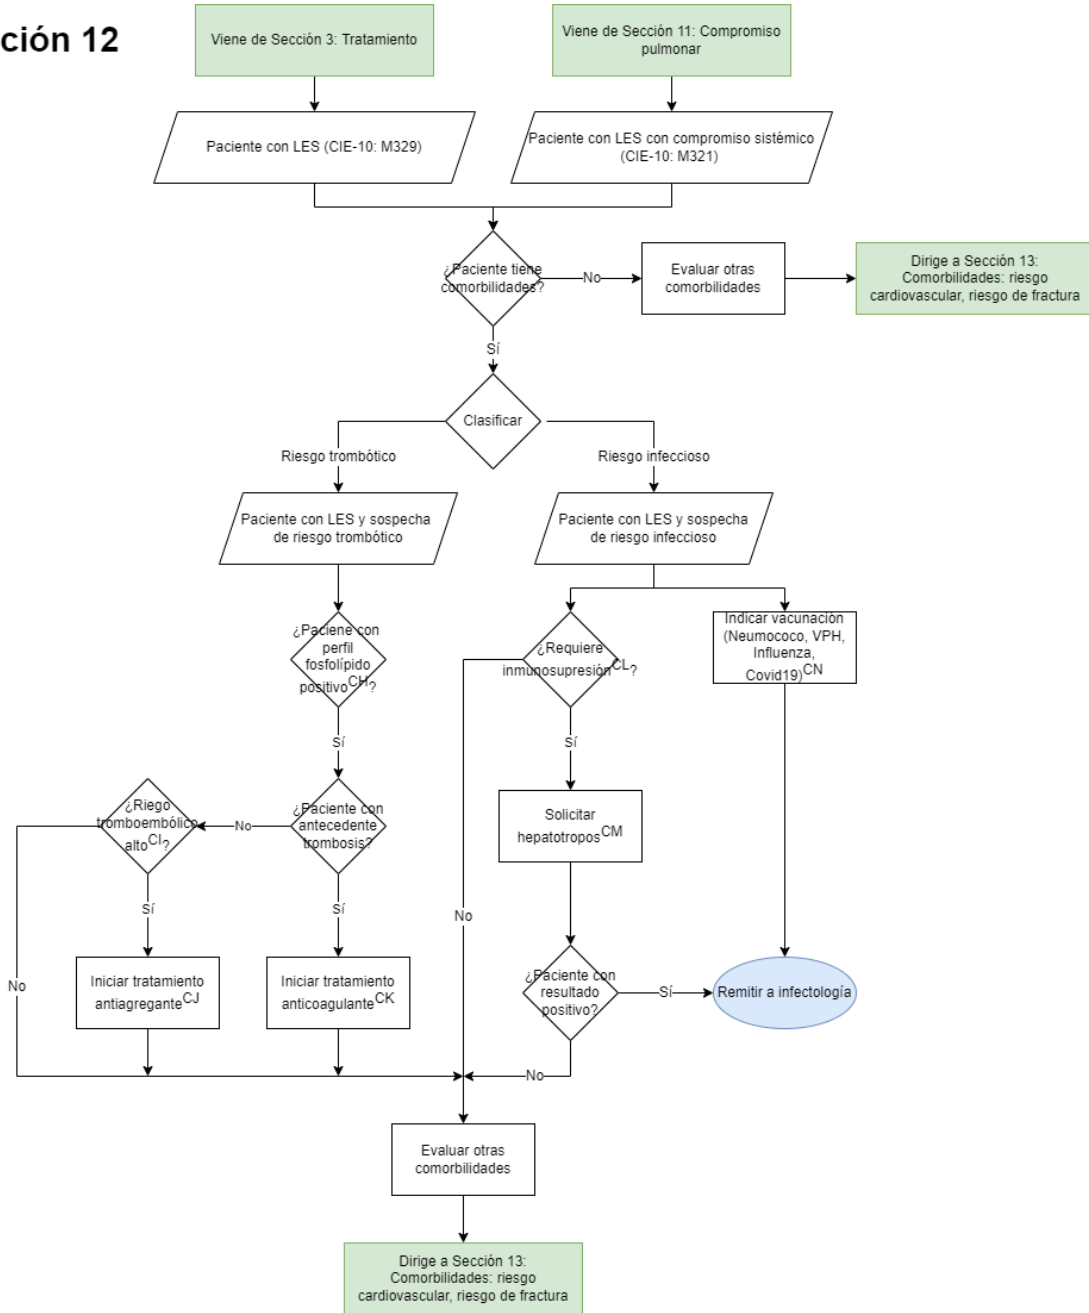 ción 12
Viene de Sección 3: Tratamiento
Viene de Sección 11: Compromiso
pulmonar
Paciente con LES (CIE-10: M329)
Paciente con LES con compromiso sistémico
(CIE-10: M321)
¿Paciente tiene
comorbilidades?
No
Evaluar otras
comorbilidades
Dirige a Sección 13:
Comorbilidades: riesgo
cardiovascular, riesgo de fractura
Sí
Clasificar
Riesgo trombótico
Riesgo infeccioso
Paciente con LES y sospecha
de riesgo trombótico
Paciente con LES y sospecha
de riesgo infeccioso
¿Paciene con
perfil
fosfolípido
positivoCH?
¿Requiere
inmunosupresiónCL?
Indicar vacunación
(Neumococo, VPH,
Influenza,
Covid19)CN
Sí
Sí
¿Riego
tromboembólico
altoCI?
No
¿Paciente con
antecedente
trombosis?
Solicitar
hepatotroposCM
Sí
Sí
No
No
Iniciar tratamiento
antiagreganteCJ
Iniciar tratamiento
anticoagulanteCK
¿Paciente con
resultado
positivo?
Sí
Remitir a infectología
No
Evaluar otras
comorbilidades
Dirige a Sección 13:
Comorbilidades: riesgo
cardiovascular, riesgo de fractura